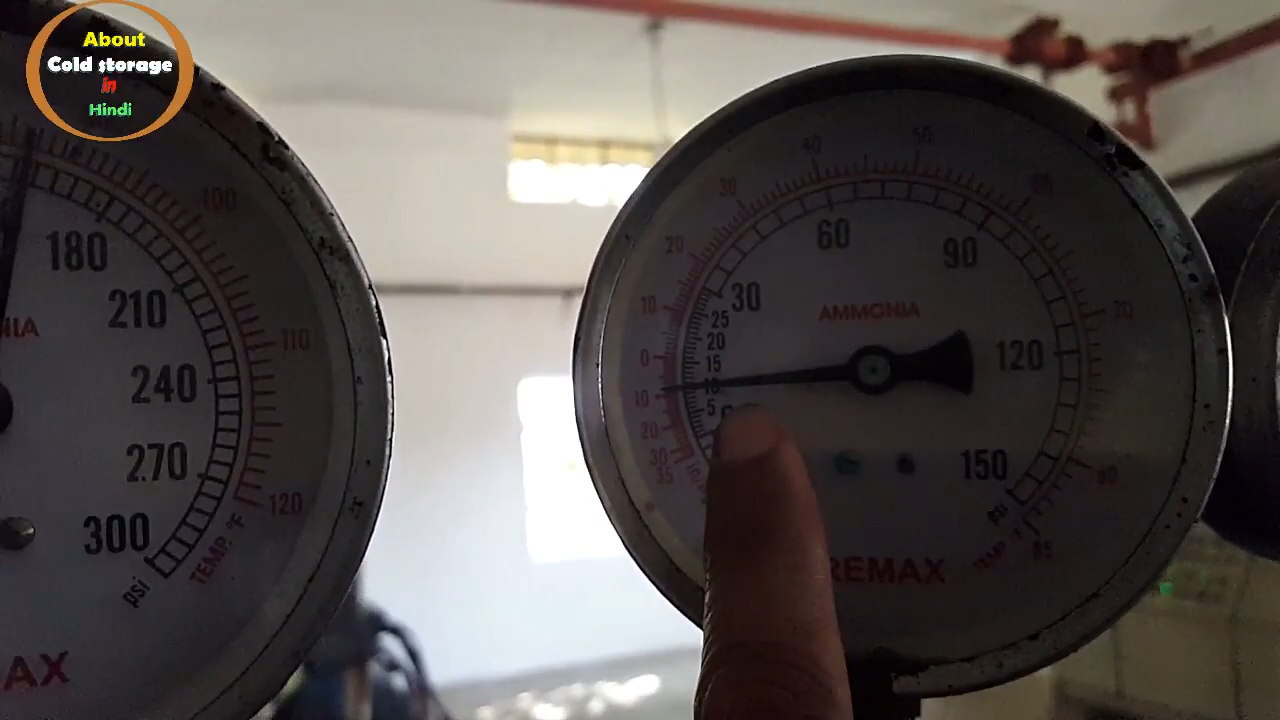 About
Cold storage
in
Hindi
100
180
210
110
240
270
120
300
TEMP. °F
psi
40
50
30
60
20
60
90
10
30
70
AMMONIA
25
20
0
15
120
10
10
5
20
30
150
80
35
psi
TEMP. °F
85
REMAX
AX